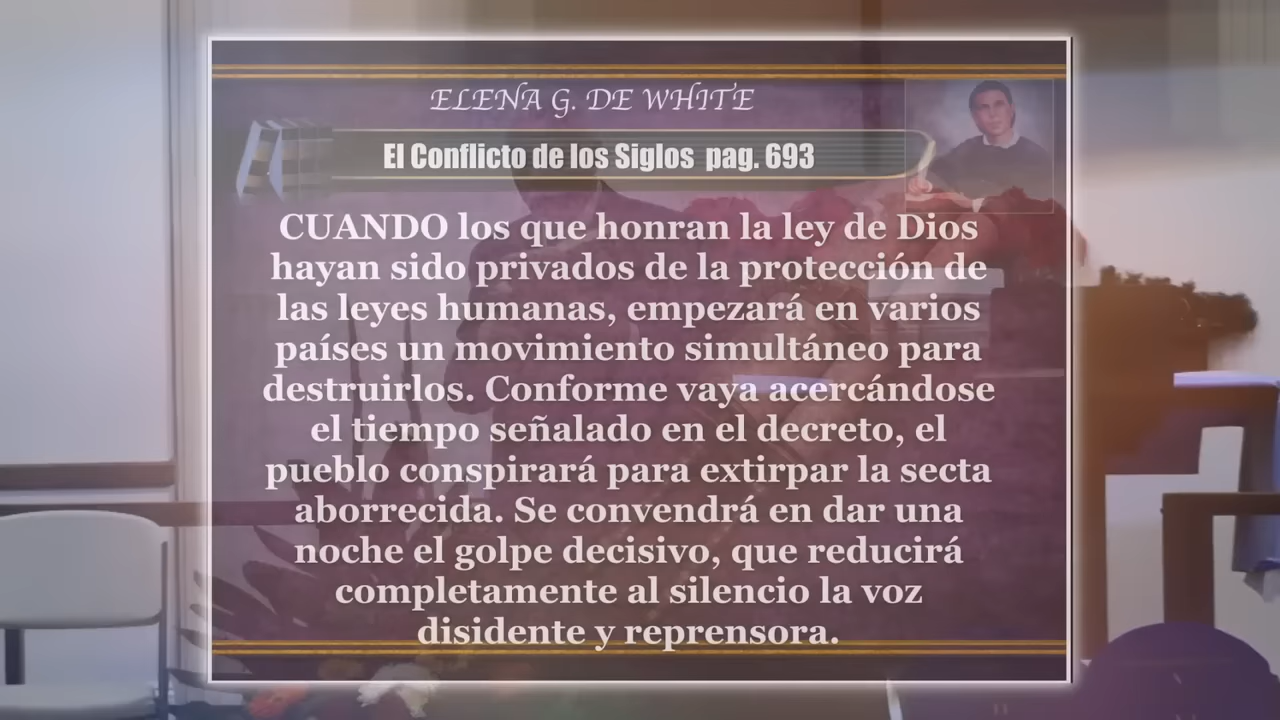 ELENA G. DE WHITE
El Conflicto de los Siglos pag. 693
CUANDO los que honran la ley de Dios
hayan sido privados de la protección de
las leyes humanas, empezará en varios
países un movimiento simultáneo para
destruirlos. Conforme vaya acercándose
el tiempo señalado en el decreto, el
pueblo conspirará para extirpar la secta
aborrecida. Se convendrá en dar una
noche el golpe decisivo, que reducirá
completamente al silencio la voz
disidente y reprensora.